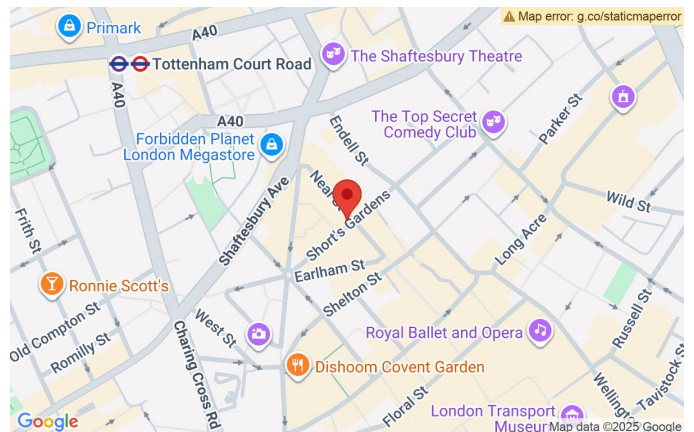 Map error: g.co/staticmaperror
Primark
A40
Tottenham Court Road
The Shaftesbury Theatre
A40
A40
The Top Secret
Comedy Club
Parker St
Endell St
Forbidden Planet
London Megastore
Neal St
Shaftesbury Ave
Short's Gardens
Wild St
Long Acre
Frith St
Earlham St
Shelton St
Ronnie Scott's
Old Compton St
Romilly St
West St
Charing Cross Rd
Royal Ballet and Opera
Russell St
Dishoom Covent Garden
Floral St
Wellington
Tavistock St
London Transport
Museum
Google
Map data ©2025 Google